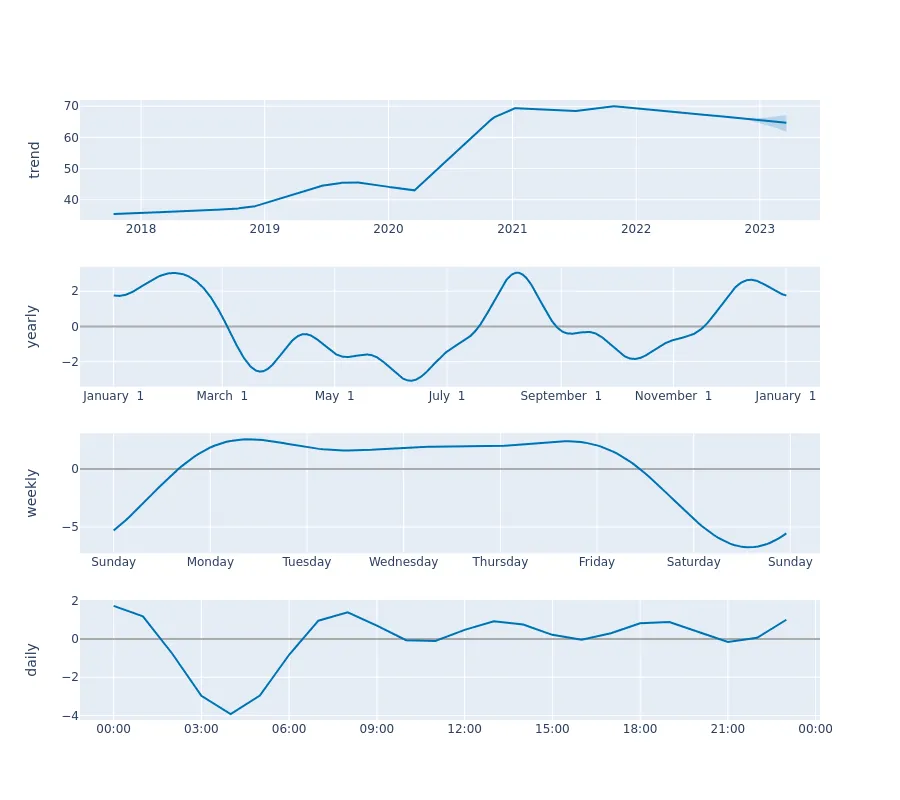 trend
70
60
50
40
2018 2019 2020 2021 2022 2023
yearly
2
0
−2
January 1 March 1 May 1 July 1 September 1 November 1 January 1
weekly
0
−5
Sunday Monday Tuesday Wednesday Thursday Friday Saturday Sunday
daily
2
0
−2
−4
00:00 03:00 06:00 09:00 12:00 15:00 18:00 21:00 00:00